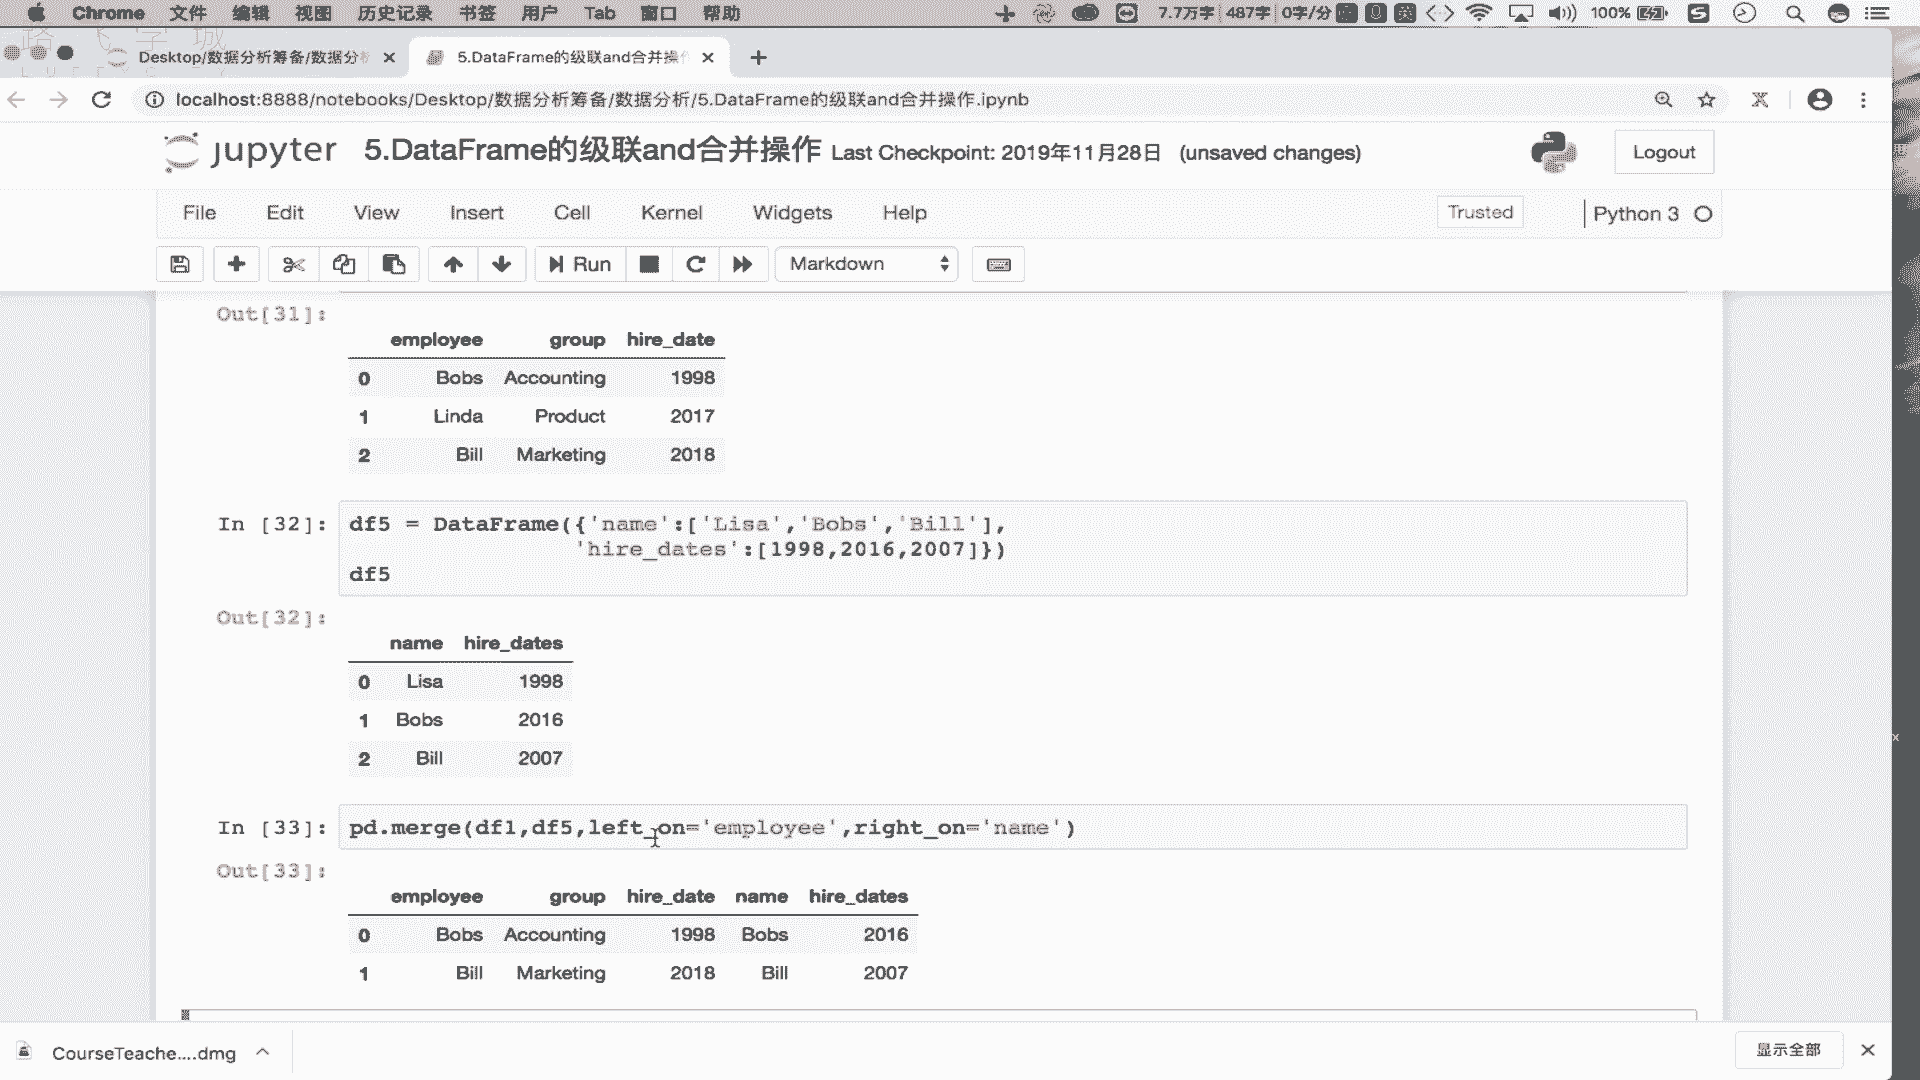 Chrome 文件 编辑 视图 历史记录 书签 用户 Tab 窗口 帮助 7.7万字 487字 0字/分 英 100%
路飞学城
Desktop/数据分析筹备/数据分析 5.DataFrame的级联and合并操作
localhost:8888/notebooks/Desktop/数据分析筹备/数据分析/5.DataFrame的级联and合并操作.ipynb
jupyter 5.DataFrame的级联and合并操作 Last Checkpoint: 2019年11月28日 (unsaved changes) Logout
File Edit View Insert Cell Kernel Widgets Help Trusted Python 3
Run Markdown
Out[31]:
employee group hire_date
0 Bobs Accounting 1998
1 Linda Product 2017
2 Bill Marketing 2018
In [32]: df5 = DataFrame({'name':['Lisa','Bobs','Bill'],
'hire_dates':[1998,2016,2007]})
df5
Out[32]:
name hire_dates
0 Lisa 1998
1 Bobs 2016
2 Bill 2007
In [33]: pd.merge(df1,df5,left_on='employee',right_on='name')
Out[33]:
employee group hire_date name hire_dates
0 Bobs Accounting 1998 Bobs 2016
1 Bill Marketing 2018 Bill 2007
CourseTeache....dmg 显示全部